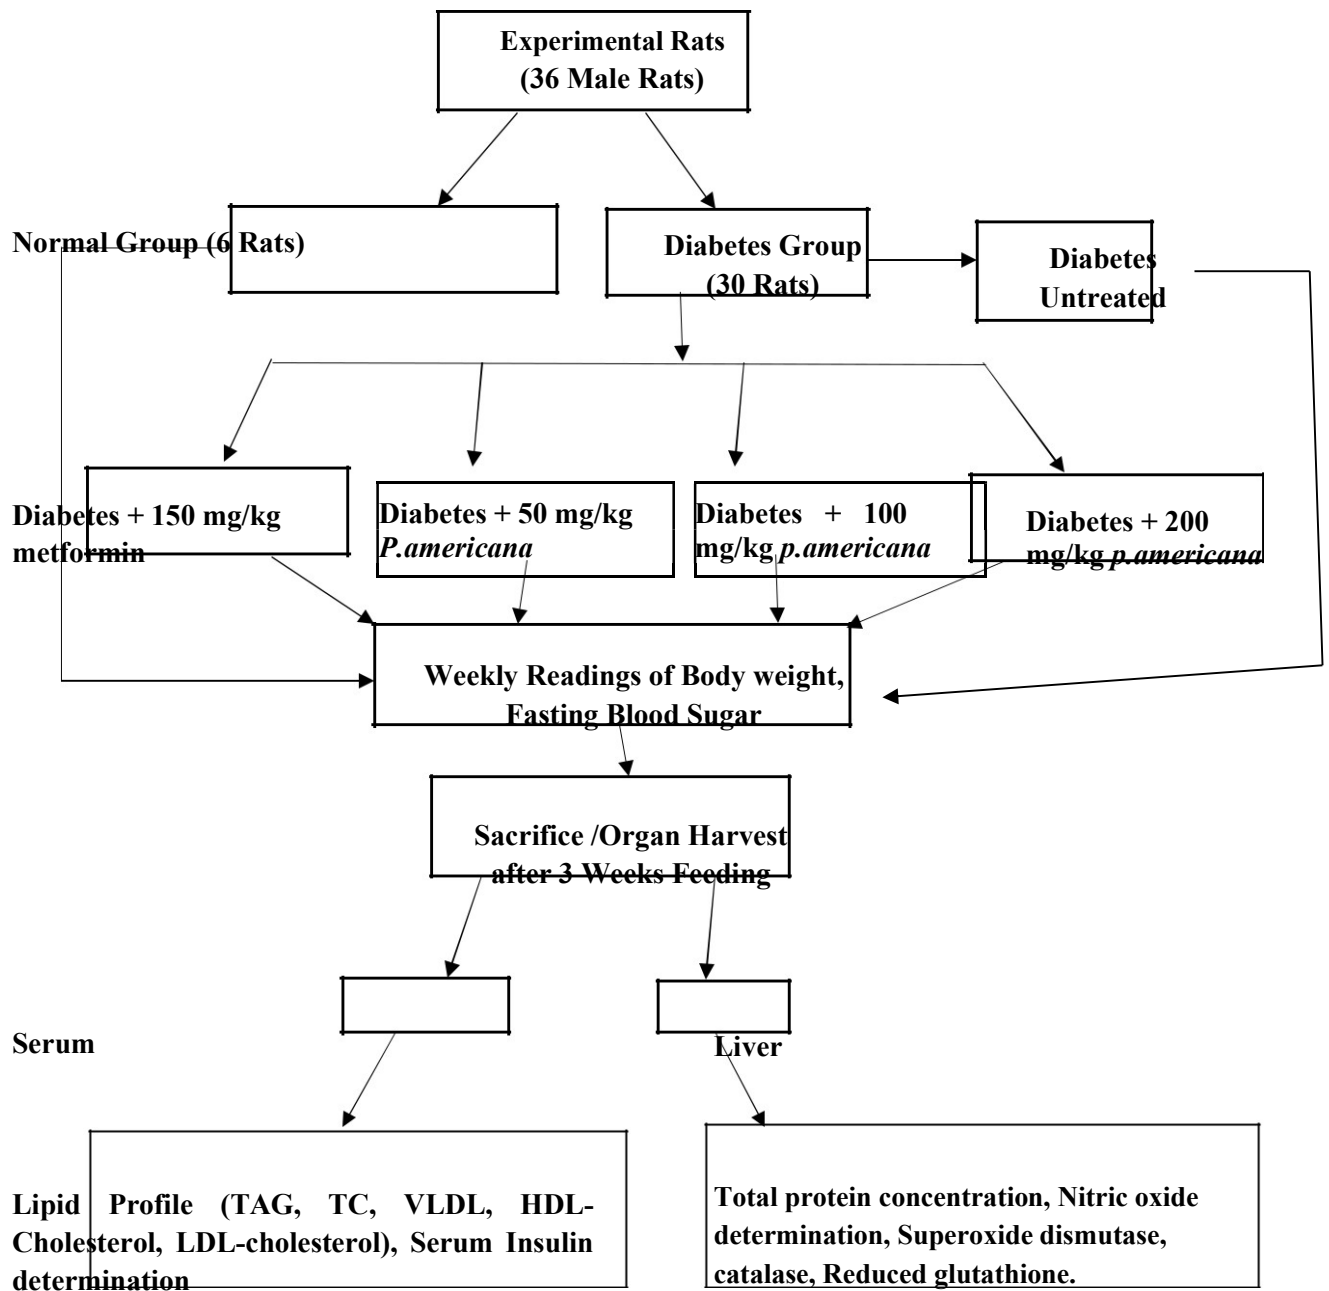 Experimental Rats
(36 Male Rats)
Normal Group (6 Rats)
Diabetes Group
(30 Rats)
Diabetes
Untreated
Diabetes + 150 mg/kg
metformin
Diabetes + 50 mg/kg
P.americana
Diabetes + 100
mg/kg p.americana
Diabetes + 200
mg/kg p.americana
Weekly Readings of Body weight,
Fasting Blood Sugar
Sacrifice /Organ Harvest
after 3 Weeks Feeding
Serum
Liver
Lipid Profile (TAG, TC, VLDL, HDL-
Cholesterol, LDL-cholesterol), Serum Insulin
determination
Total protein concentration, Nitric oxide
determination, Superoxide dismutase,
catalase, Reduced glutathione.